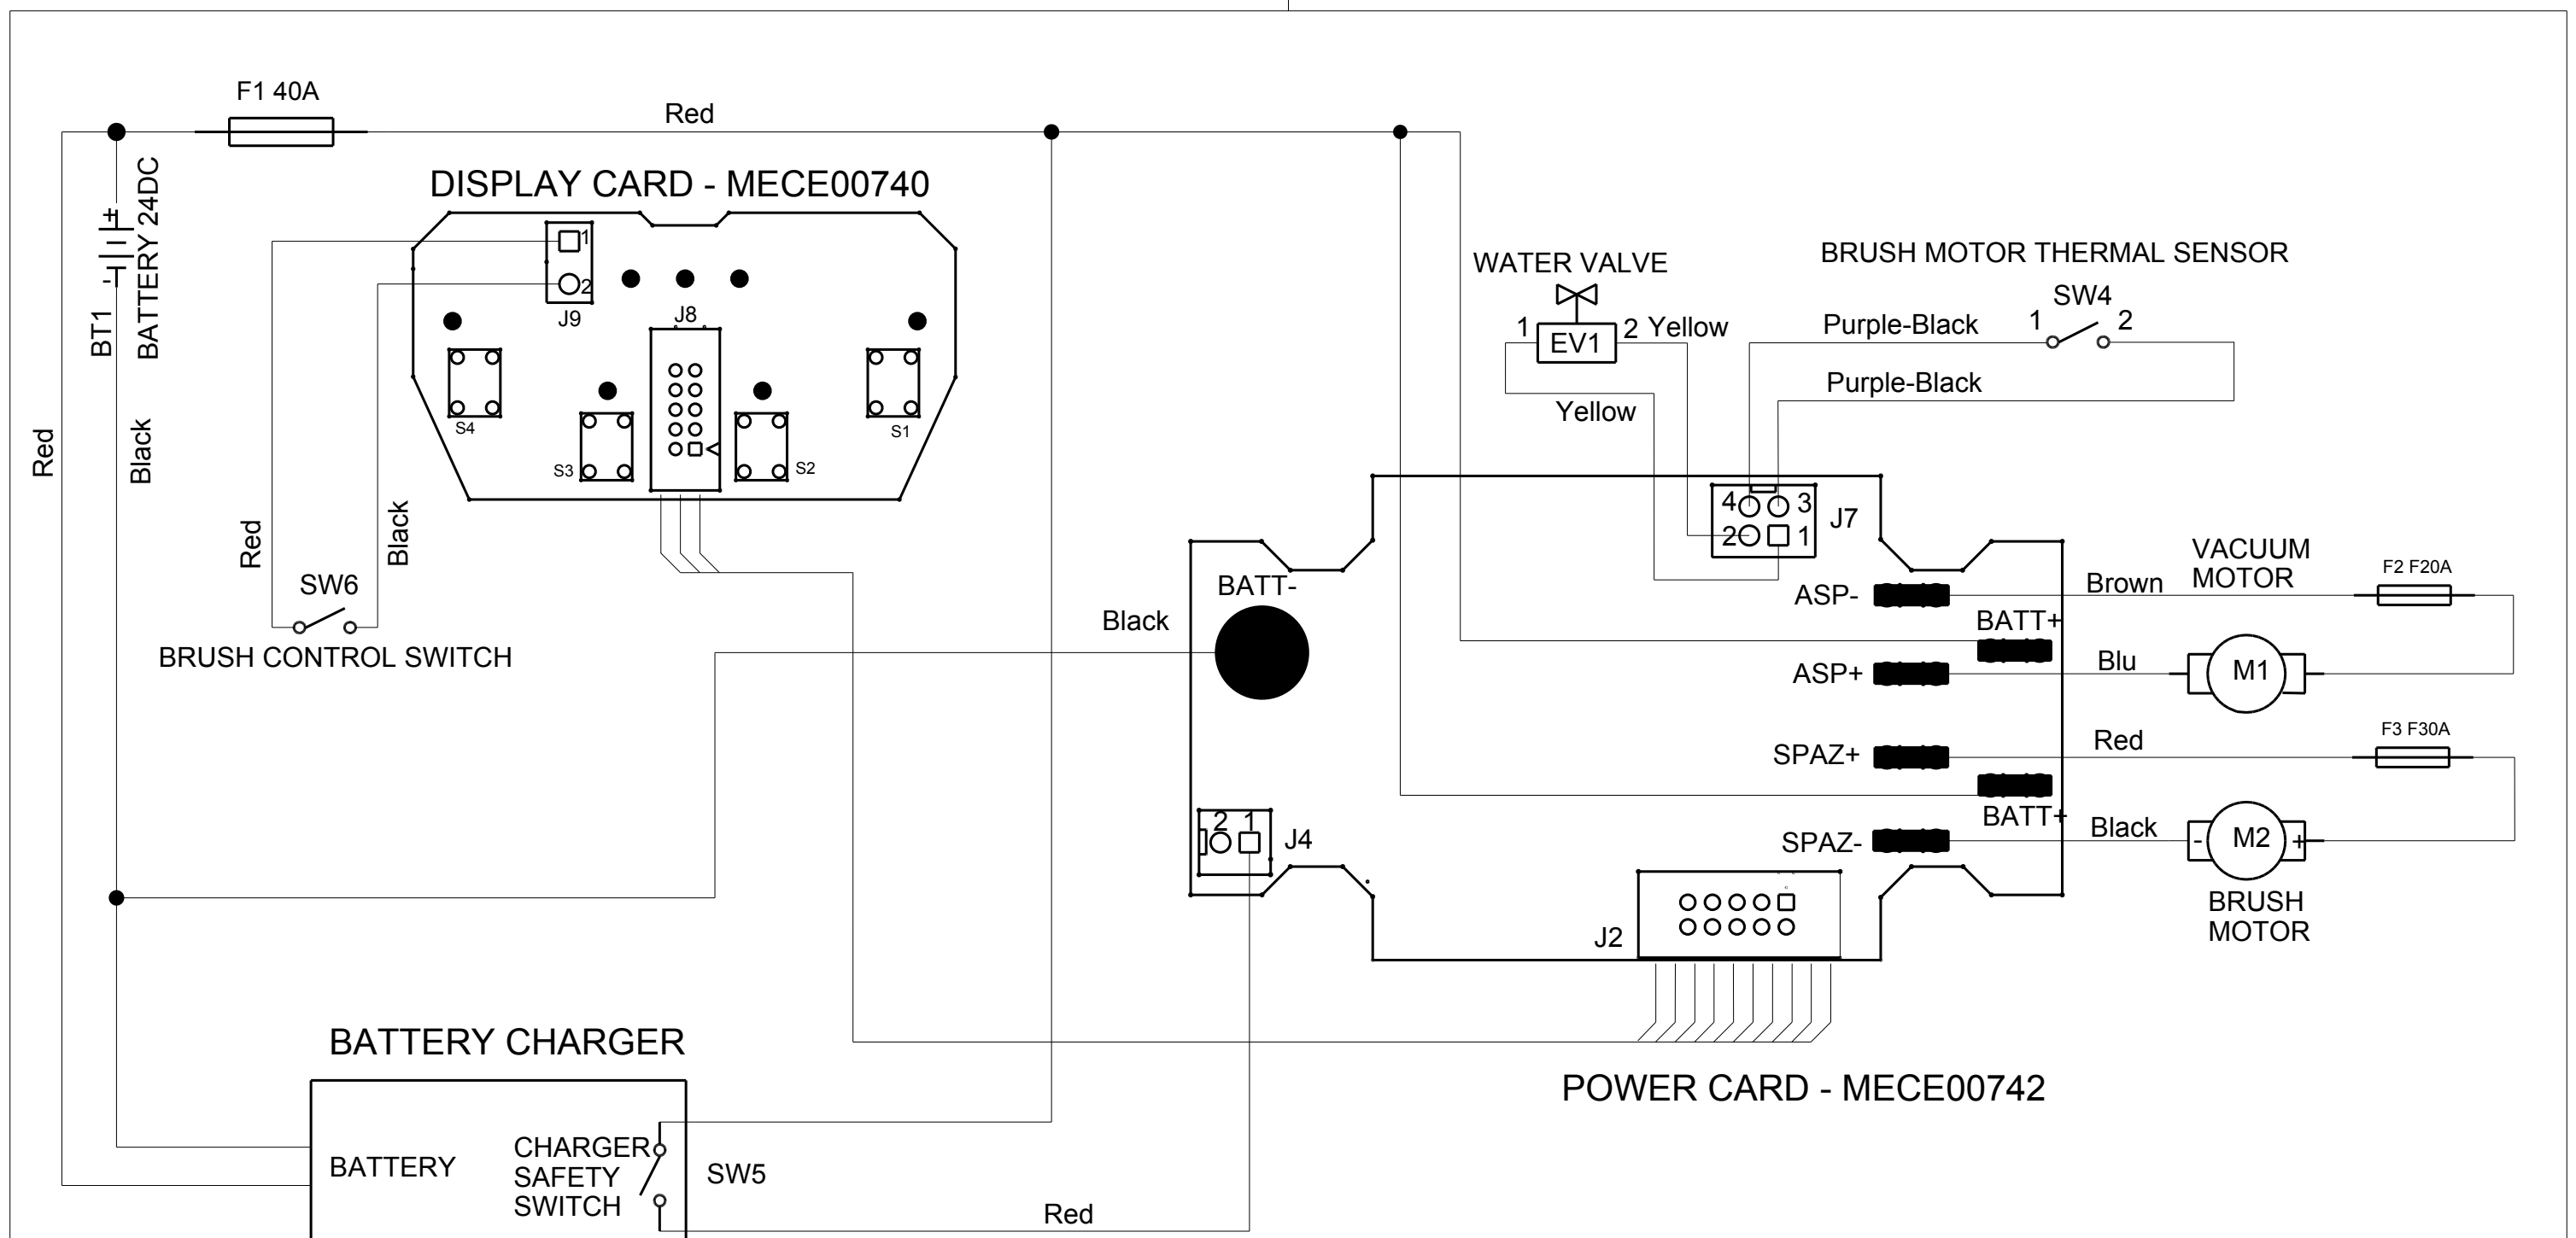 F1 40A
Red
DISPLAY CARD - MECE00740
BATTERY 24DC
+
-
BT1
Black
Red
1
2
J9
J8
S4
S3
S2
S1
Red
Black
SW6
BRUSH CONTROL SWITCH
WATER VALVE
1
EV1
2
Yellow
Yellow
BRUSH MOTOR THERMAL SENSOR
SW4
Purple-Black
1
2
Purple-Black
4
3
2
1
J7
BATT-
Black
ASP-
Brown
VACUUM
MOTOR
F2 F20A
BATT+
ASP+
Blu
M1
SPAZ+
Red
F3 F30A
BATT+
SPAZ-
Black
-
M2
+
BRUSH
MOTOR
2
1
J4
J2
POWER CARD - MECE00742
BATTERY CHARGER
BATTERY
CHARGER
SAFETY
SWITCH
SW5
Red